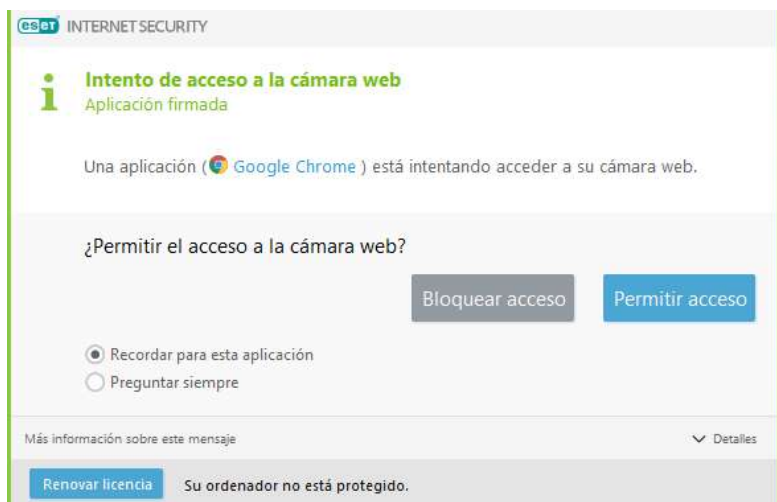 eset INTERNET SECURITY
Intento de acceso a la cámara web
Aplicación firmada
Una aplicación ( Google Chrome ) está intentando acceder a su cámara web.
¿Permitir el acceso a la cámara web?
Bloquear acceso Permitir acceso
Recordar para esta aplicación
Preguntar siempre
Más información sobre este mensaje Detalles
Renovar licencia Su ordenador no está protegido.